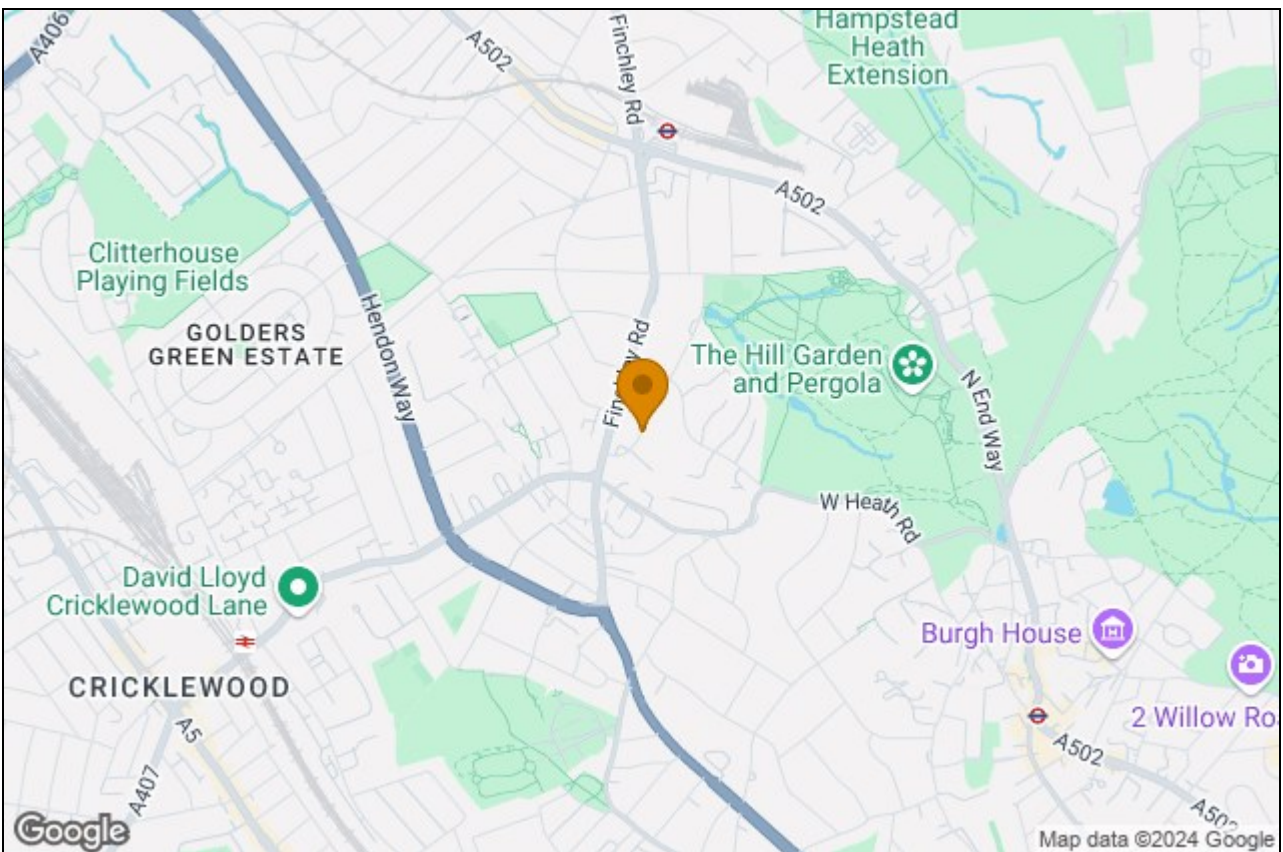 A406
A502
Finchley Rd
Hampstead
Heath
Extension
A502
Clitterhouse
Playing Fields
GOLDERS
GREEN ESTATE
Hendon Way
Finchley Rd
The Hill Garden
and Pergola
N End Way
W Heath Rd
David Lloyd
Cricklewood Lane
Burgh House
CRICKLEWOOD
2 Willow Ro
A5
A502
A407
A502
Google
Map data ©2024 Google